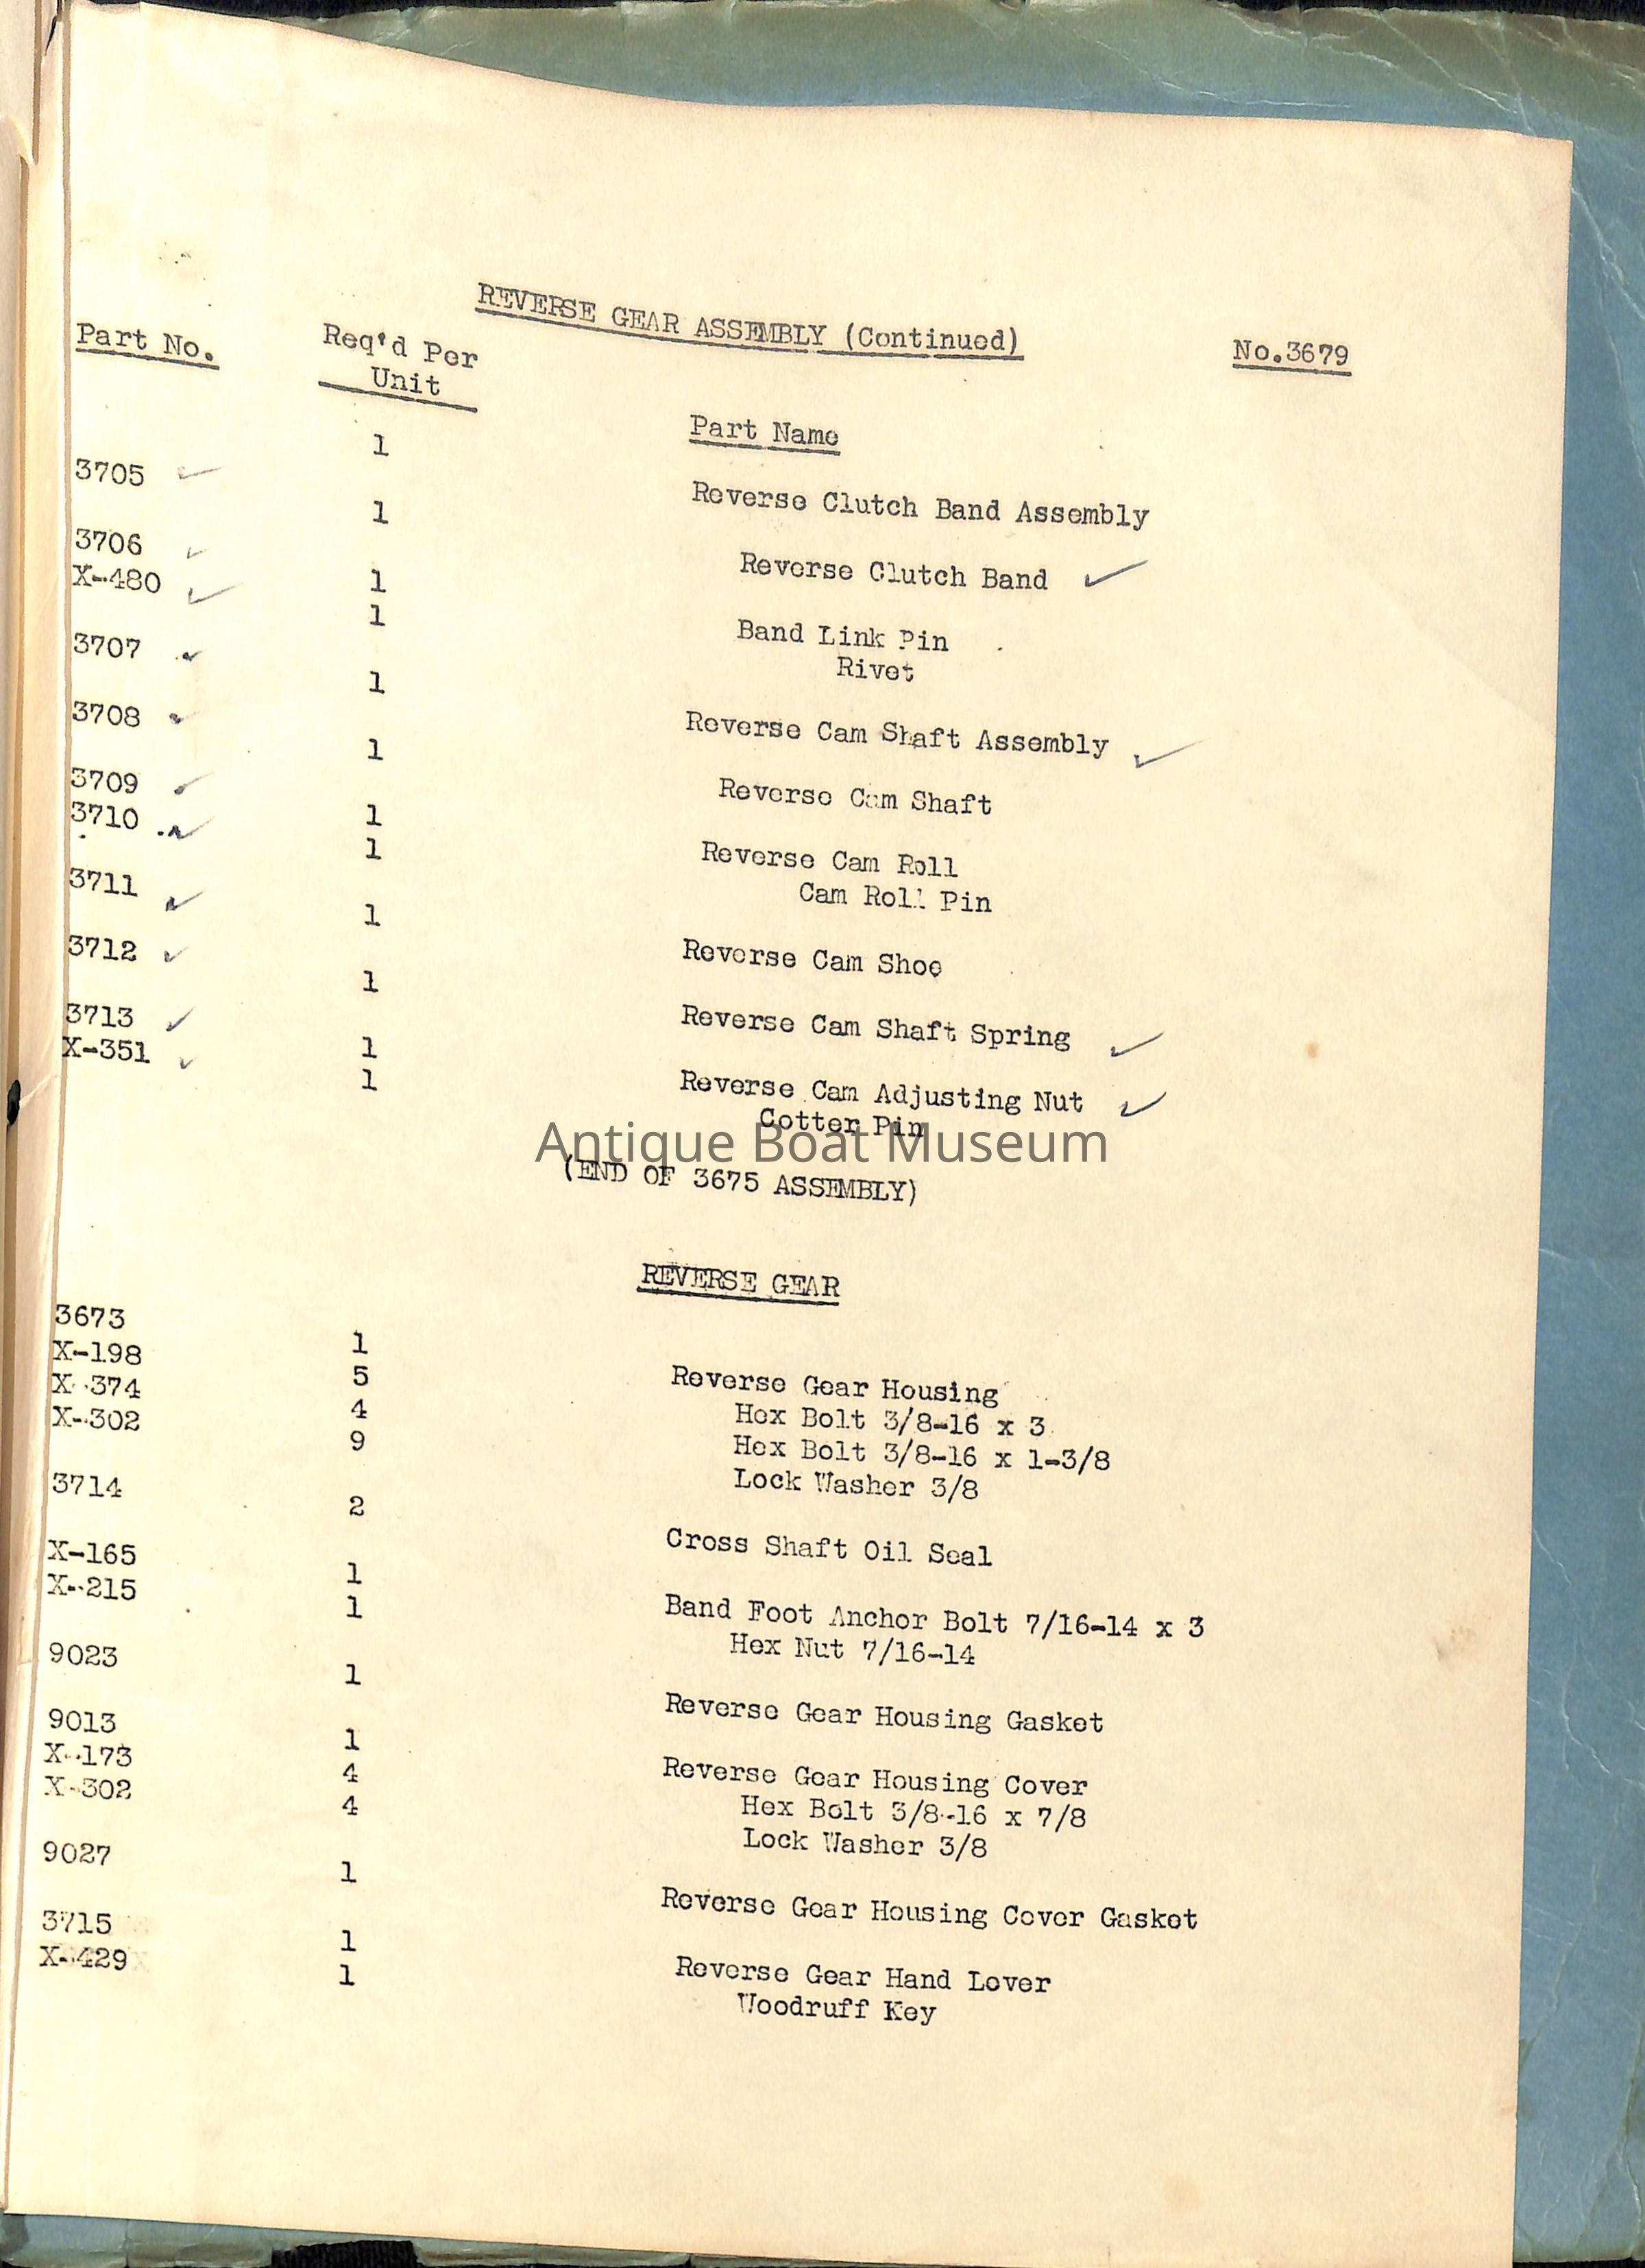 REVERSE GEAR ASSEMBLY (Continued) No.3679
Part No. Req'd Per Unit Part Name
3705 1 Reverse Clutch Band Assembly
3706 1 Reverse Clutch Band
X-480 1 Band Link Pin
3707 1 Rivet
3708 1 Reverse Cam Shaft Assembly
3709 1 Reverse Cam Shaft
3710 1 Reverse Cam Roll
3711 1 Cam Roll Pin
3712 1 Reverse Cam Shoe
3713 1 Reverse Cam Shaft Spring
X-351 1 Reverse Cam Adjusting Nut
1 Cotter Pin
Antique Boat Museum
(END OF 3675 ASSEMBLY)
REVERSE GEAR
3673 1 Reverse Gear Housing
X-198 5 Hex Bolt 3/8-16 x 3
X-374 4 Hex Bolt 3/8-16 x 1-3/8
X-302 9 Lock Washer 3/8
3714 2 Cross Shaft Oil Seal
X-165 1 Band Foot Anchor Bolt 7/16-14 x 3
X-215 1 Hex Nut 7/16-14
9023 1 Reverse Gear Housing Gasket
9013 1 Reverse Gear Housing Cover
X-173 4 Hex Bolt 3/8-16 x 7/8
X-302 4 Lock Washer 3/8
9027 1 Reverse Gear Housing Cover Gasket
3715 1 Reverse Gear Hand Lever
X-429 1 Woodruff Key